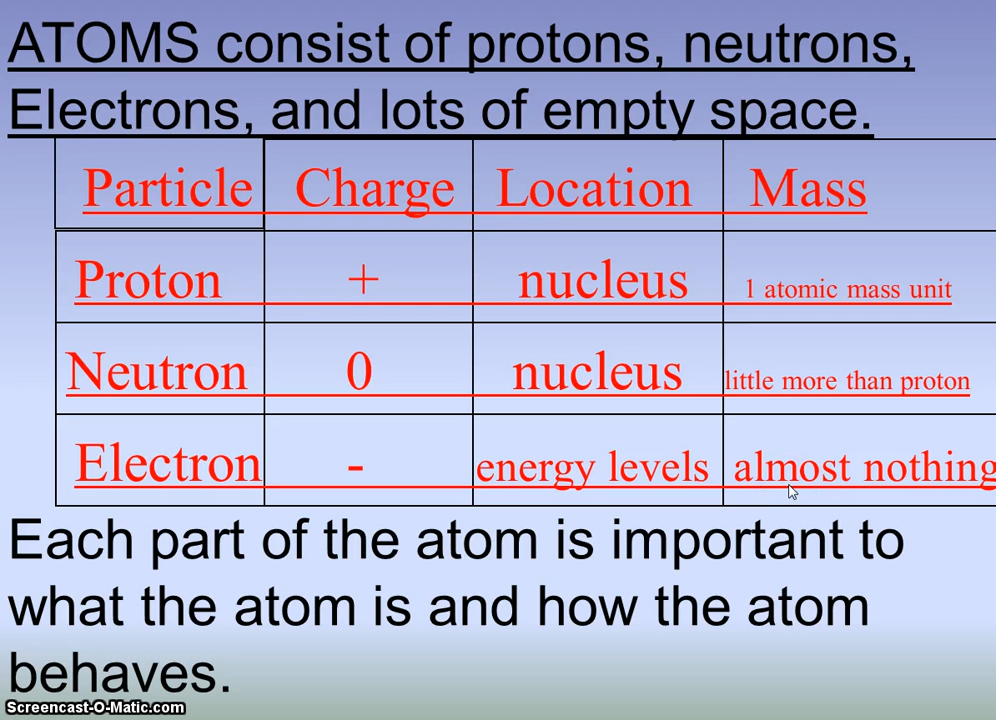 ATOMS consist of protons, neutrons,
Electrons, and lots of empty space.
Particle Charge Location Mass
Proton + nucleus 1 atomic mass unit
Neutron 0 nucleus little more than proton
Electron - energy levels almost nothing
Each part of the atom is important to
what the atom is and how the atom
behaves.
Screencast-O-Matic.com